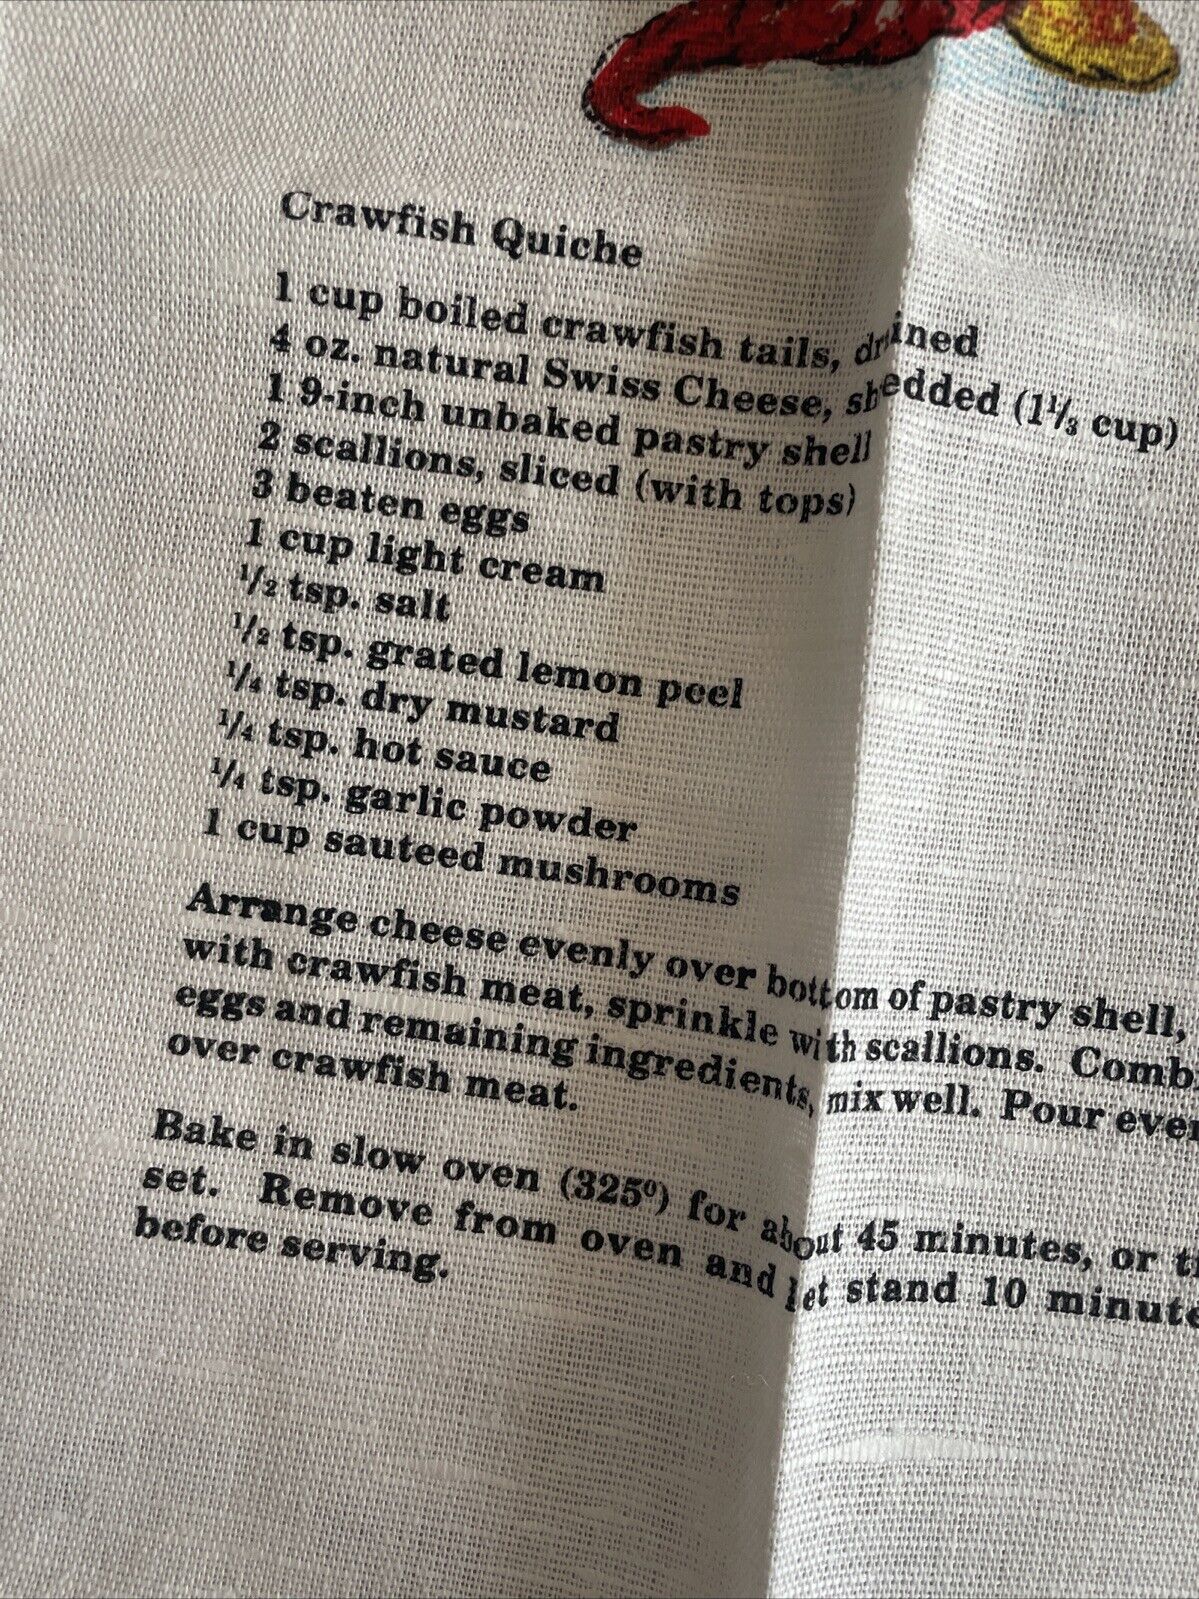 Crawfish Quiche
1 cup boiled crawfish tails, drained
4 oz. natural Swiss Cheese, shedded (1 1/3 cup)
1 9-inch unbaked pastry shell
2 scallions, sliced (with tops)
3 beaten eggs
1 cup light cream
1/2 tsp. salt
1/2 tsp. grated lemon peel
1/4 tsp. dry mustard
1/4 tsp. hot sauce
1/4 tsp. garlic powder
1 cup sauteed mushrooms
Arrange cheese evenly over bottom of pastry shell,
with crawfish meat, sprinkle with scallions. Comb
eggs and remaining ingredients, mix well. Pour ever
over crawfish meat.
Bake in slow oven (325º) for about 45 minutes, or
set. Remove from oven and let stand 10 minute
before serving.